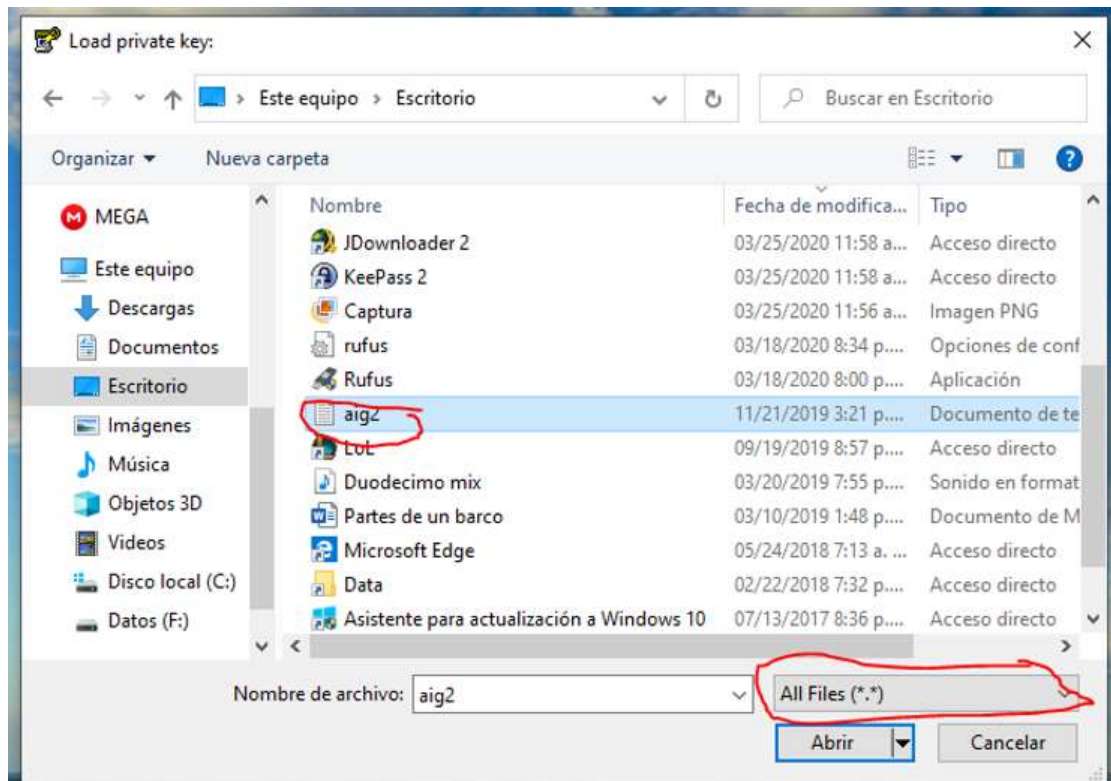 Load private key:
Este equipo > Escritorio
Buscar en Escritorio
Organizar
Nueva carpeta
Nombre Fecha de modifica... Tipo
MEGA
Este equipo
Descargas
Documentos
Escritorio
Imágenes
Música
Objetos 3D
Videos
Disco local (C:)
Datos (F:)
JDownloader 2 03/25/2020 11:58 a... Acceso directo
KeePass 2 03/25/2020 11:58 a... Acceso directo
Captura 03/25/2020 11:56 a... Imagen PNG
rufus 03/18/2020 8:34 p.... Opciones de conf
Rufus 03/18/2020 8:00 p.... Aplicación
aig2 11/21/2019 3:21 p.... Documento de te
LoL 09/19/2019 8:57 p.... Acceso directo
Duodecimo mix 03/20/2019 7:55 p.... Sonido en format
Partes de un barco 03/10/2019 1:48 p.... Documento de M
Microsoft Edge 05/24/2018 7:13 a. ... Acceso directo
Data 02/22/2018 7:32 p.... Acceso directo
Asistente para actualización a Windows 10 07/13/2017 8:36 p.... Acceso directo
Nombre de archivo: aig2 All Files (*.*)
Abrir Cancelar